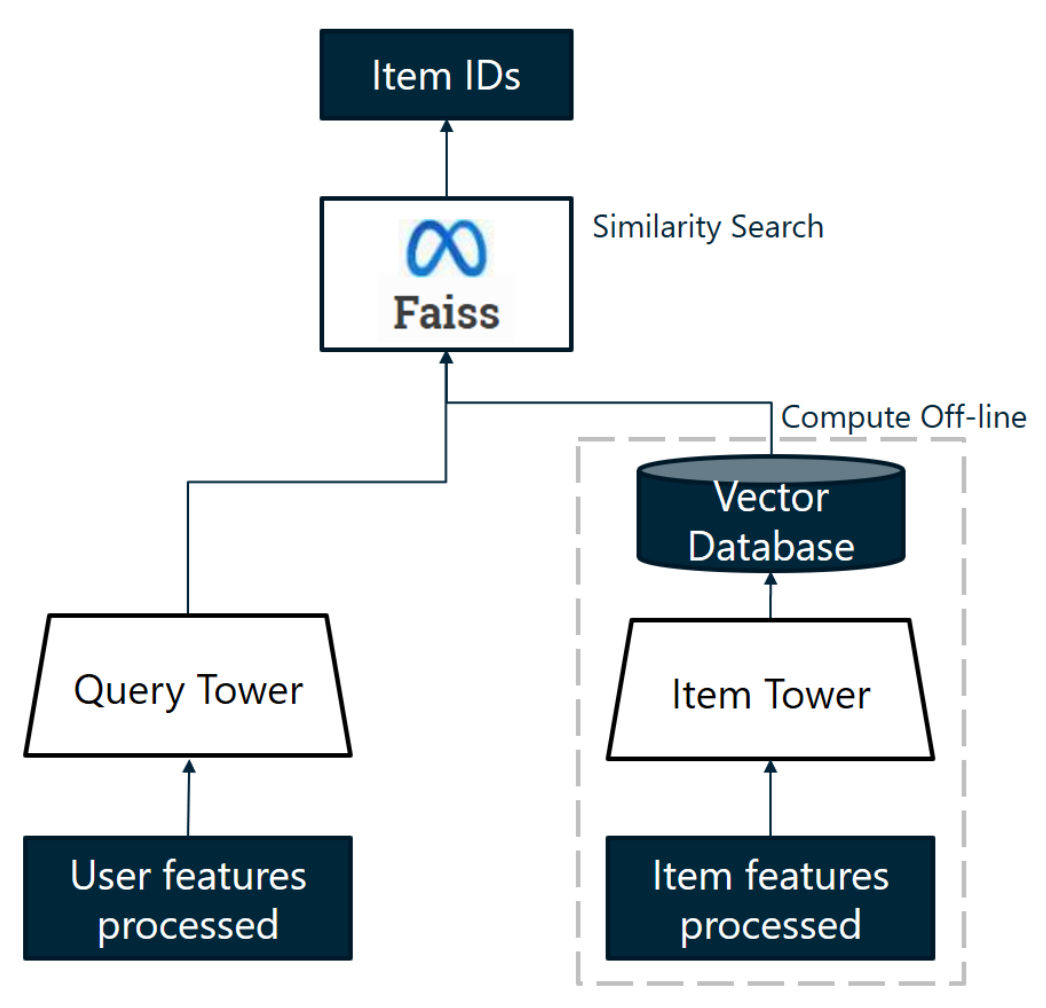 Item IDs
Faiss
Similarity Search
Compute Off-line
Vector
Database
Query Tower
Item Tower
User features
processed
Item features
processed